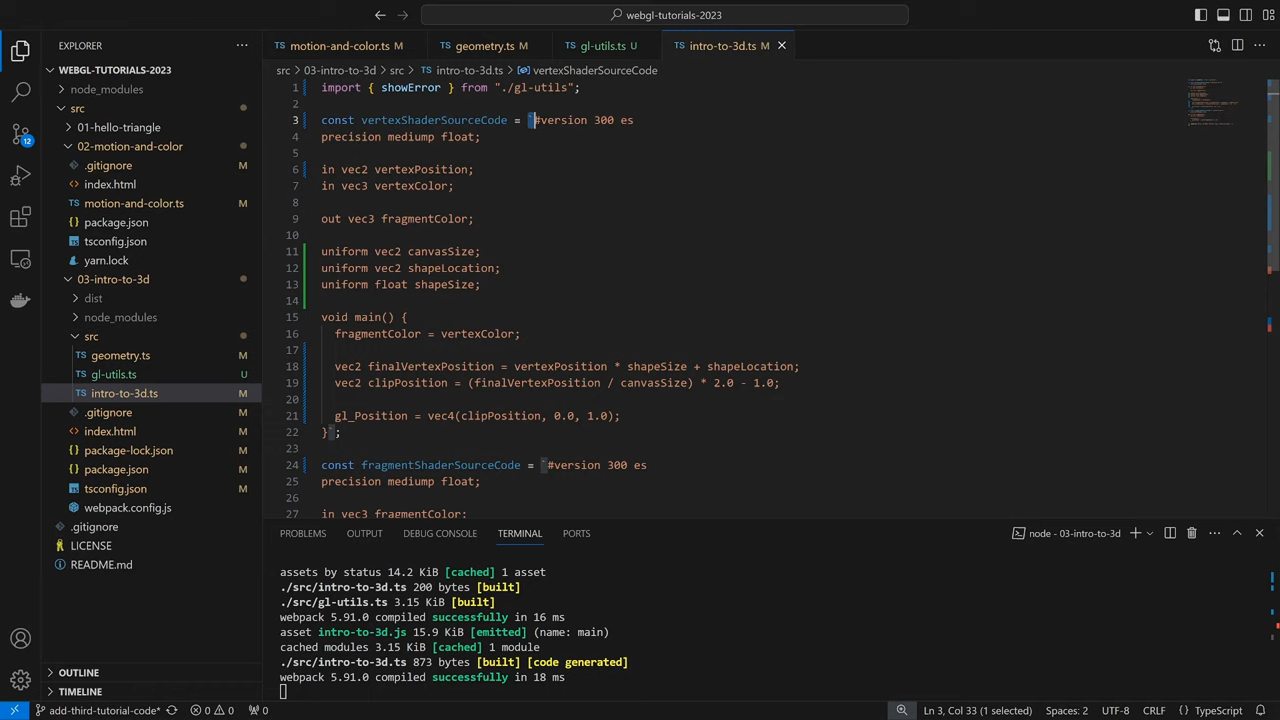 webgl-tutorials-2023
EXPLORER
motion-and-color.ts M
geometry.ts M
gl-utils.ts U
intro-to-3d.ts M
WEBGL-TUTORIALS-2023
node_modules
src
01-hello-triangle
02-motion-and-color
.gitignore M
index.html
motion-and-color.ts M
package.json
tsconfig.json
yarn.lock
03-intro-to-3d
dist
node_modules
src
geometry.ts M
gl-utils.ts U
intro-to-3d.ts M
.gitignore M
index.html M
package-lock.json M
package.json M
tsconfig.json M
webpack.config.js
.gitignore
LICENSE
README.md
OUTLINE
TIMELINE
src > 03-intro-to-3d > src > TS intro-to-3d.ts > vertexShaderSourceCode
1 import { showError } from "./gl-utils";
2
3 const vertexShaderSourceCode = `#version 300 es
4 precision mediump float;
5
6 in vec2 vertexPosition;
7 in vec3 vertexColor;
8
9 out vec3 fragmentColor;
10
11 uniform vec2 canvasSize;
12 uniform vec2 shapeLocation;
13 uniform float shapeSize;
14
15 void main() {
16 fragmentColor = vertexColor;
17
18 vec2 finalVertexPosition = vertexPosition * shapeSize + shapeLocation;
19 vec2 clipPosition = (finalVertexPosition / canvasSize) * 2.0 - 1.0;
20
21 gl_Position = vec4(clipPosition, 0.0, 1.0);
22 }`;
23
24 const fragmentShaderSourceCode = `#version 300 es
25 precision mediump float;
26
27 in vec3 fragmentColor;
PROBLEMS OUTPUT DEBUG CONSOLE TERMINAL PORTS
node - 03-intro-to-3d
assets by status 14.2 KiB [cached] 1 asset
./src/intro-to-3d.ts 200 bytes [built]
./src/gl-utils.ts 3.15 KiB [built]
webpack 5.91.0 compiled successfully in 16 ms
asset intro-to-3d.js 15.9 KiB [emitted] (name: main)
cached modules 3.15 KiB [cached] 1 module
./src/intro-to-3d.ts 873 bytes [built] [code generated]
webpack 5.91.0 compiled successfully in 18 ms
add-third-tutorial-code* 0 0 0 Ln 3, Col 33 (1 selected) Spaces: 2 UTF-8 CRLF TypeScript